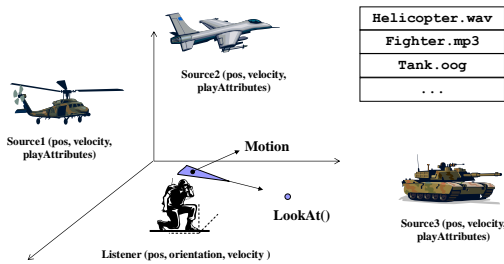 Helicopter.wav
Fighter.mp3
Tank.oog
...
Source2 (pos, velocity,
playAttributes)
Source1 (pos, velocity,
playAttributes)
Motion
LookAt()
Source3 (pos, velocity,
playAttributes)
Listener (pos, orientation, velocity )